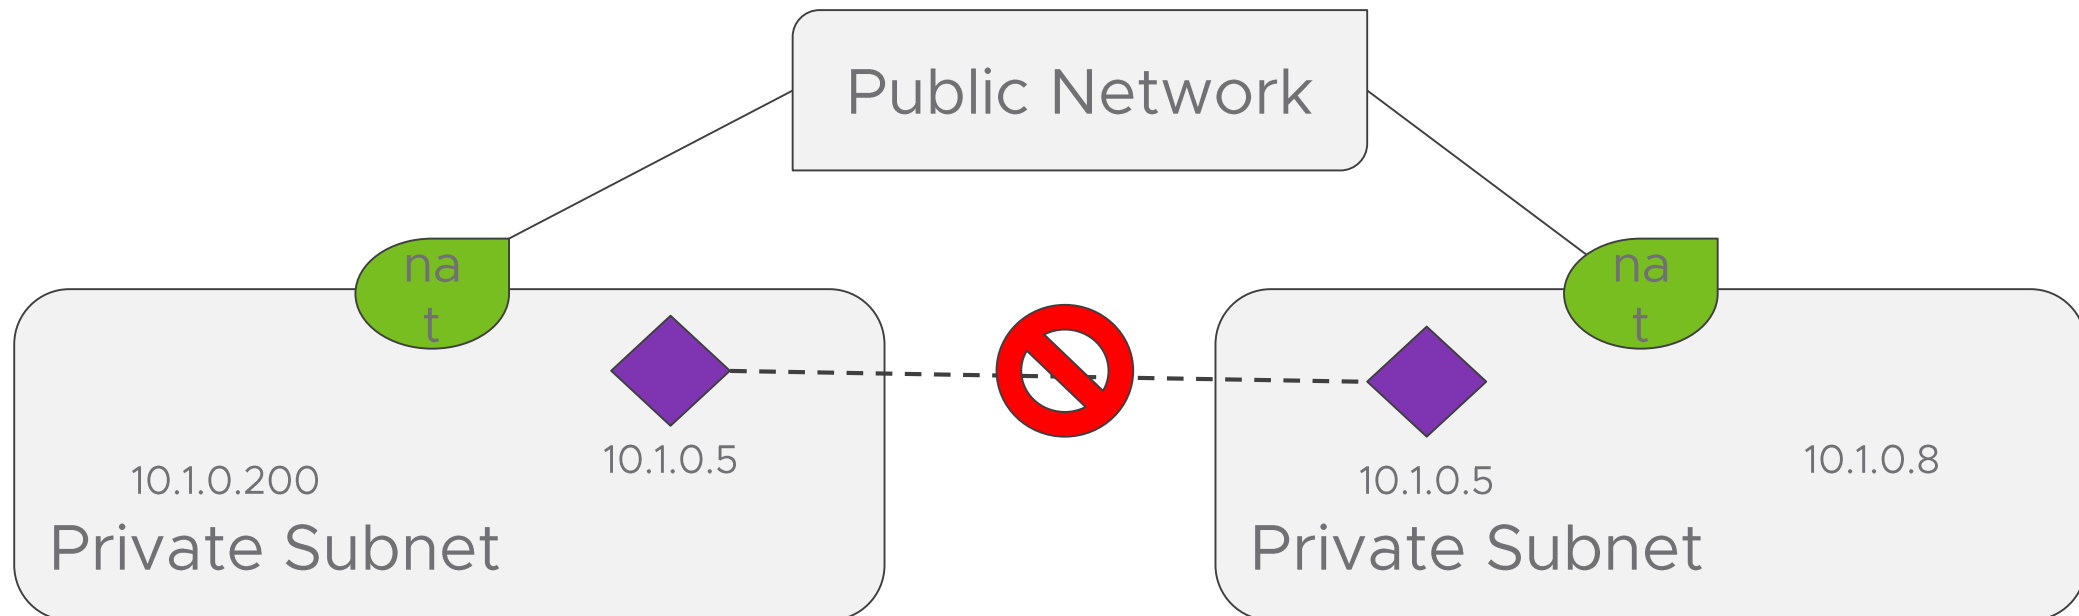 Public Network
na
t
na
t
10.1.0.200
10.1.0.5
Private Subnet
10.1.0.5
10.1.0.8
Private Subnet